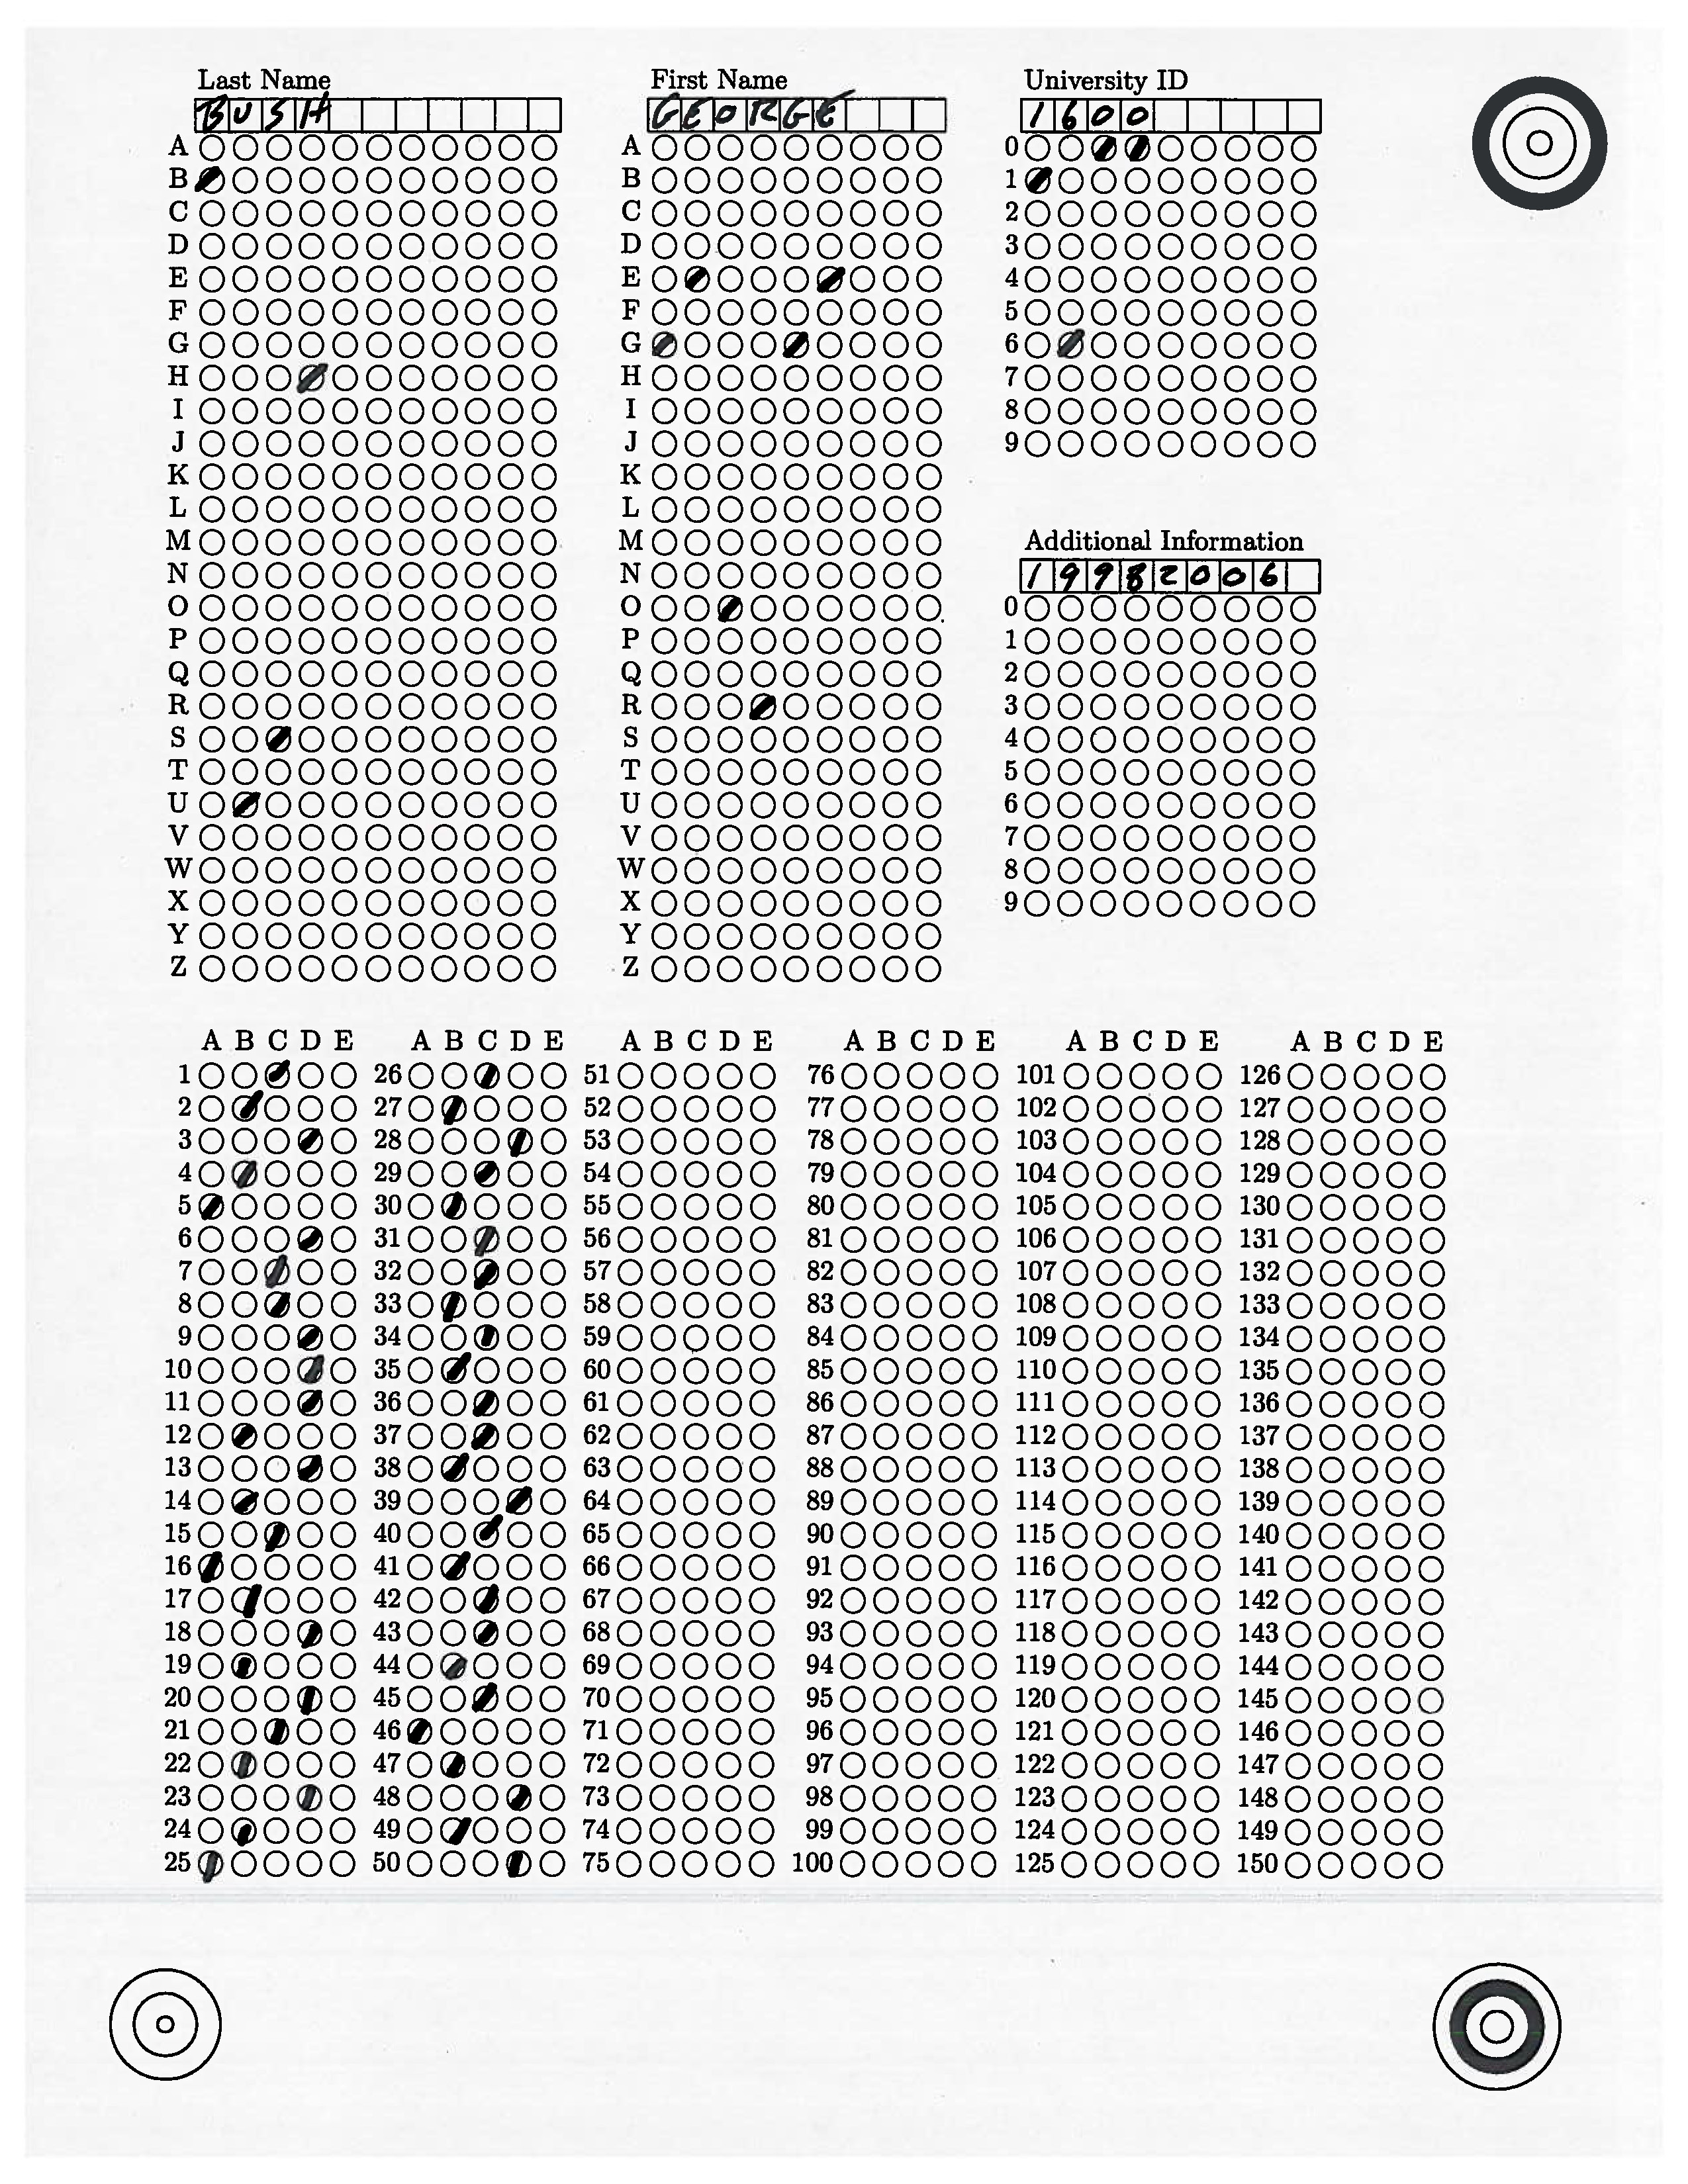 Last Name First Name University ID
BUSH GEORGE 1600
A A 0
B B 1
C C 2
D D 3
E E 4
F F 5
G G 6
H H 7
I I 8
J J 9
K K
L L
M M Additional Information
N N 19982006
O O 0
P P 1
Q Q 2
R R 3
S S 4
T T 5
U U 6
V V 7
W W 8
X X 9
Y Y
Z Z
A B C D E A B C D E A B C D E A B C D E A B C D E A B C D E
1 26 51 76 101 126
2 27 52 77 102 127
3 28 53 78 103 128
4 29 54 79 104 129
5 30 55 80 105 130
6 31 56 81 106 131
7 32 57 82 107 132
8 33 58 83 108 133
9 34 59 84 109 134
10 35 60 85 110 135
11 36 61 86 111 136
12 37 62 87 112 137
13 38 63 88 113 138
14 39 64 89 114 139
15 40 65 90 115 140
16 41 66 91 116 141
17 42 67 92 117 142
18 43 68 93 118 143
19 44 69 94 119 144
20 45 70 95 120 145
21 46 71 96 121 146
22 47 72 97 122 147
23 48 73 98 123 148
24 49 74 99 124 149
25 50 75 100 125 150